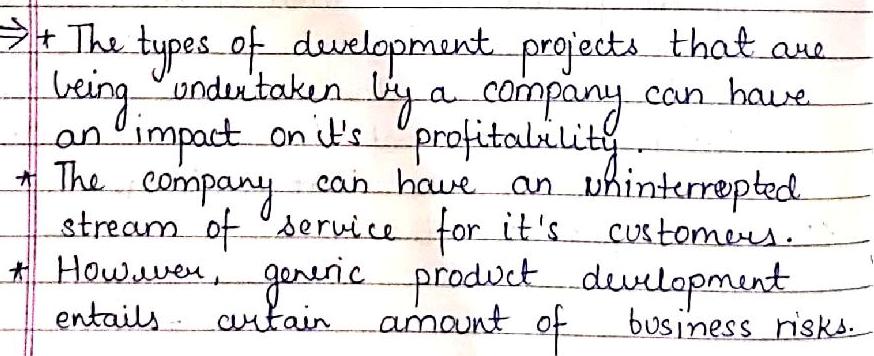 ⇒ * The types of development projects that are
being undertaken by a company can have
an impact on it's profitability.
* The company can have an uninterrepted
stream of service for it's customers.
* However, generic product development
entails certain amount of business risks.